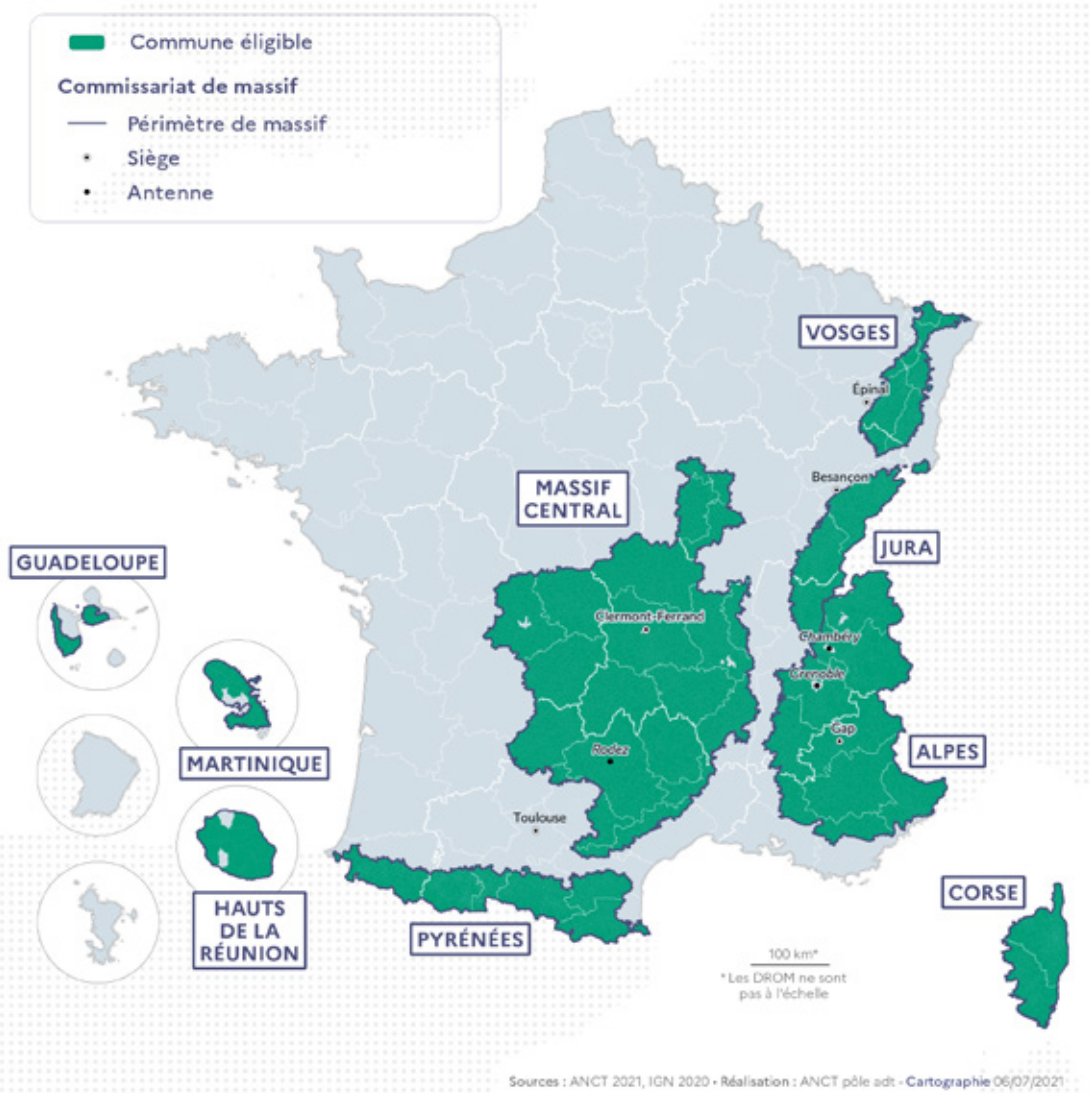 Commune éligible
Commissariat de massif
Périmètre de massif
Siège
Antenne
VOSGES
Épinal
Besançon
MASSIF
CENTRAL
JURA
GUADELOUPE
Clermont-Ferrand
Chambéry
Grenoble
Gap
ALPES
Rodez
MARTINIQUE
Toulouse
HAUTS
DE LA
RÉUNION
PYRÉNÉES
CORSE
100 km*
* Les DROM ne sont
pas à l'échelle
Sources : ANCT 2021, IGN 2020 • Réalisation : ANCT pôle adt - Cartographie 06/07/2021